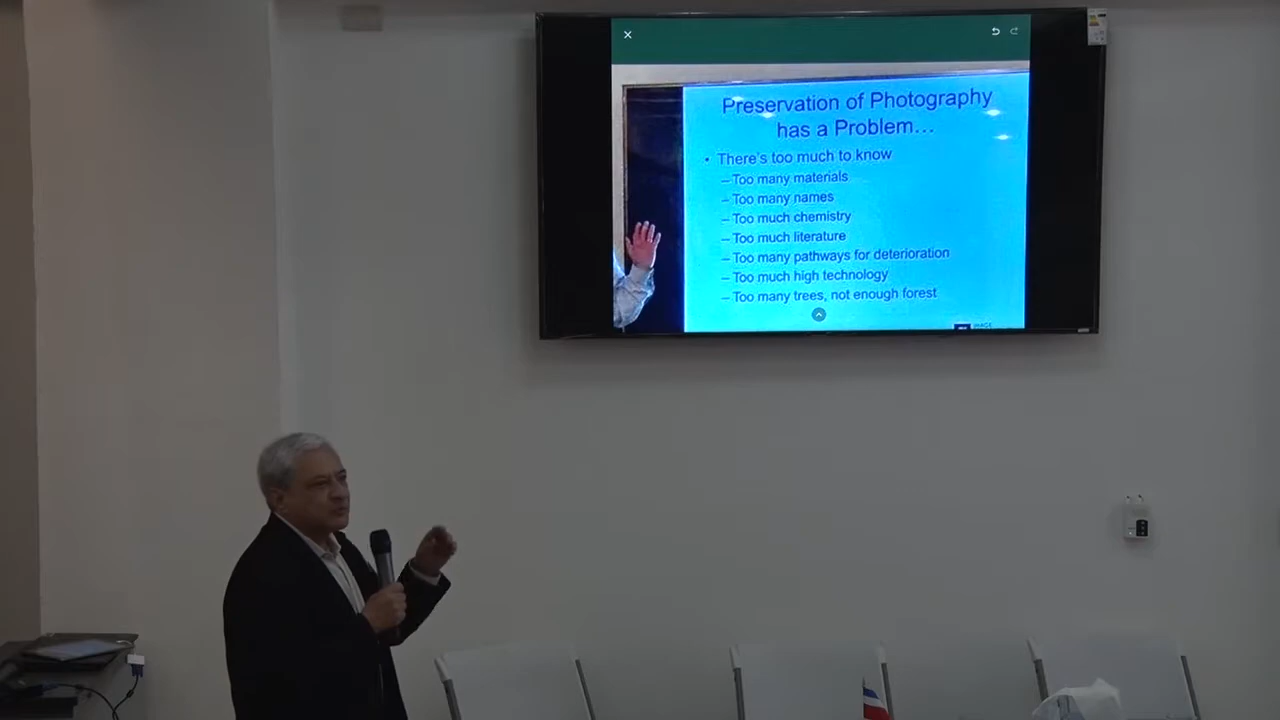 Preservation of Photography
has a Problem...
• There's too much to know
– Too many materials
– Too many names
– Too much chemistry
– Too much literature
– Too many pathways for deterioration
– Too much high technology
– Too many trees, not enough forest
IMAGE